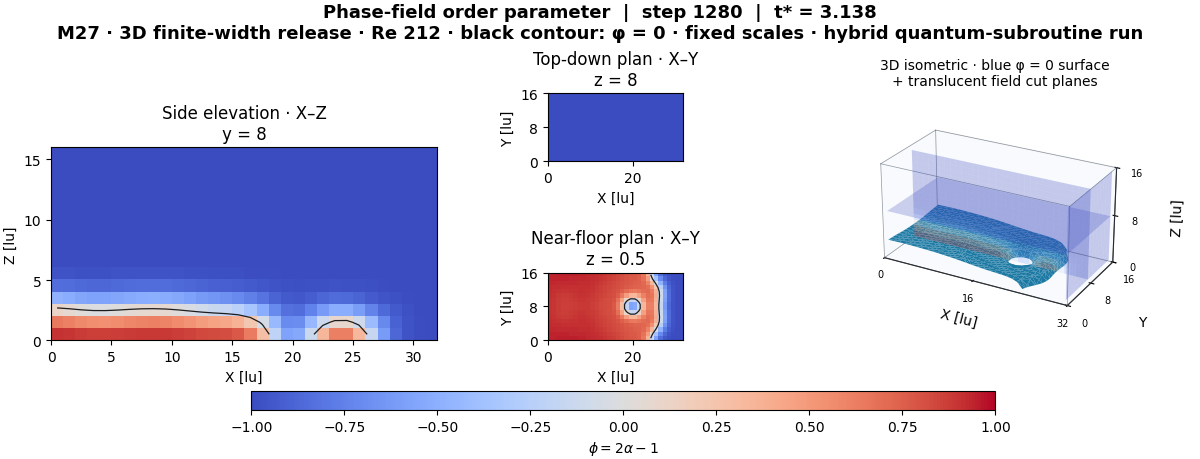 Phase-field order parameter | step 1280 | t* = 3.138
M27 · 3D finite-width release · Re 212 · black contour: φ = 0 · fixed scales · hybrid quantum-subroutine run
Side elevation · X–Z
y = 8
15
10
5
0
Z [lu]
0 5 10 15 20 25 30
X [lu]
Top-down plan · X–Y
z = 8
16
8
0
Y [lu]
0 20
X [lu]
Near-floor plan · X–Y
z = 0.5
16
8
0
Y [lu]
0 20
X [lu]
3D isometric · blue φ = 0 surface
+ translucent field cut planes
16
8
0
Z [lu]
0 16 32
X [lu]
0 8 16
Y
−1.00 −0.75 −0.50 −0.25 0.00 0.25 0.50 0.75 1.00
ϕ = 2α − 1